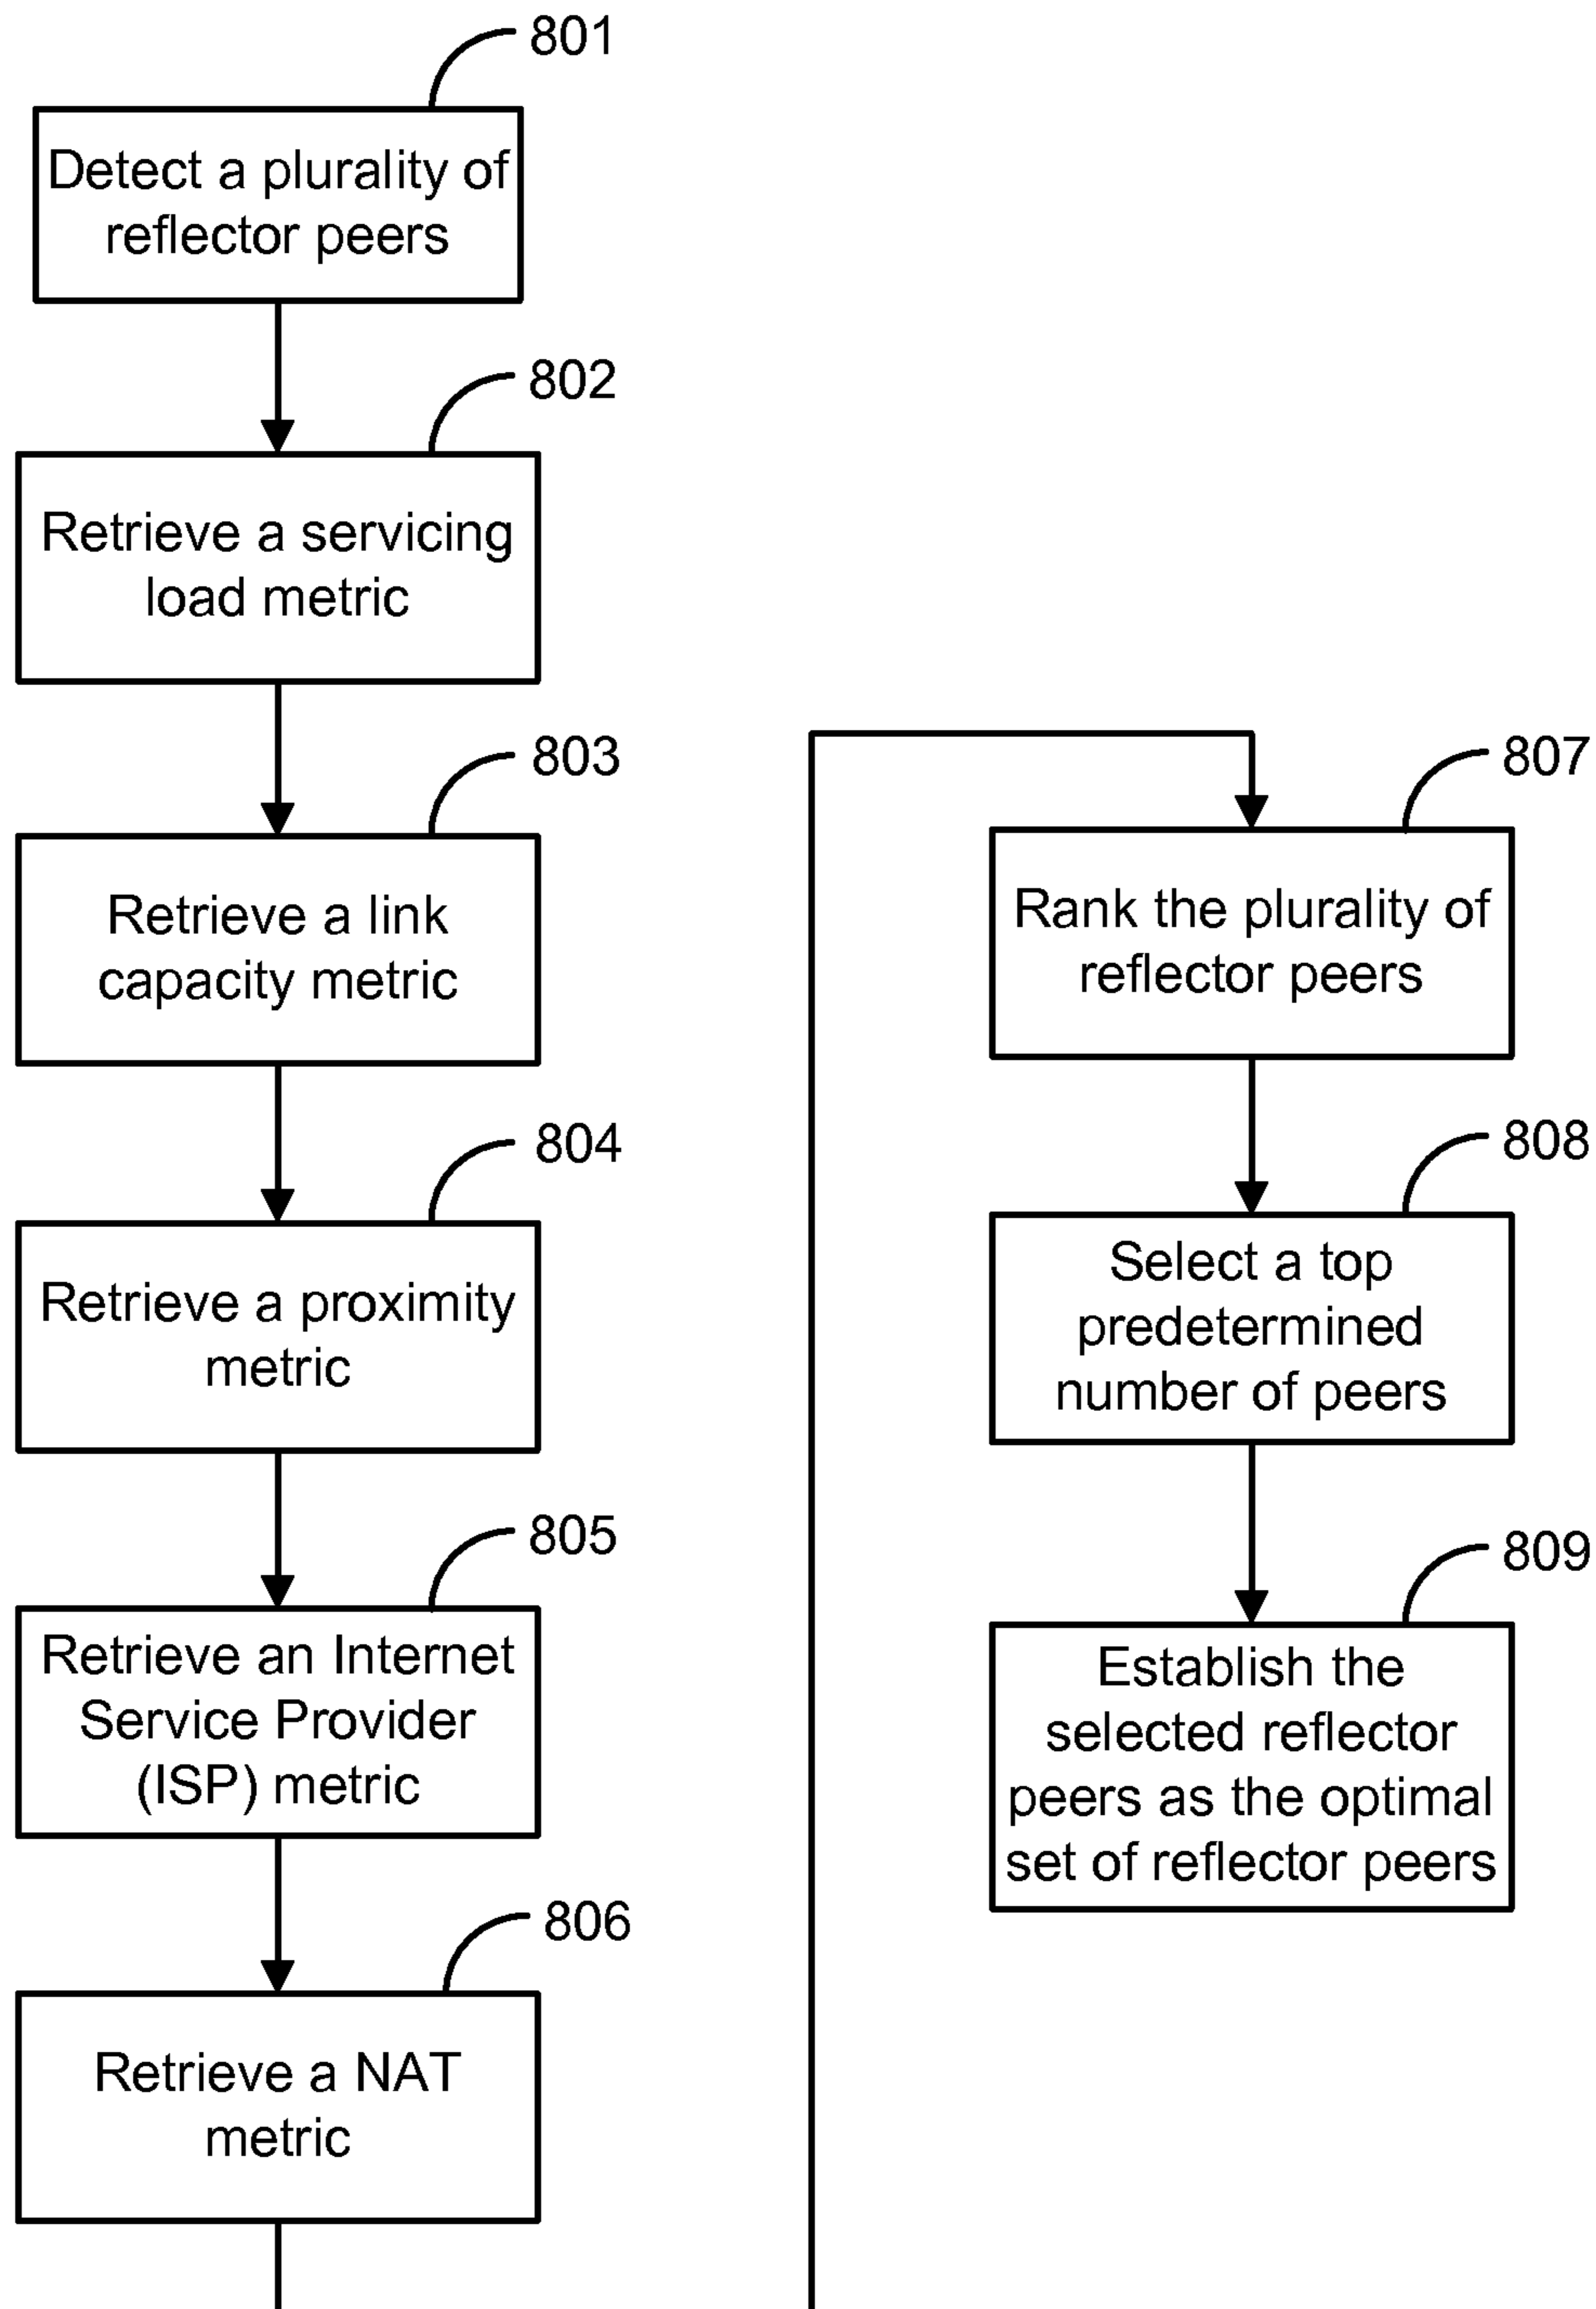 801
Detect a plurality of
reflector peers
802
Retrieve a servicing
load metric
803
Retrieve a link
capacity metric
804
Retrieve a proximity
metric
805
Retrieve an Internet
Service Provider
(ISP) metric
806
Retrieve a NAT
metric
807
Rank the plurality of
reflector peers
808
Select a top
predetermined
number of peers
809
Establish the
selected reflector
peers as the optimal
set of reflector peers